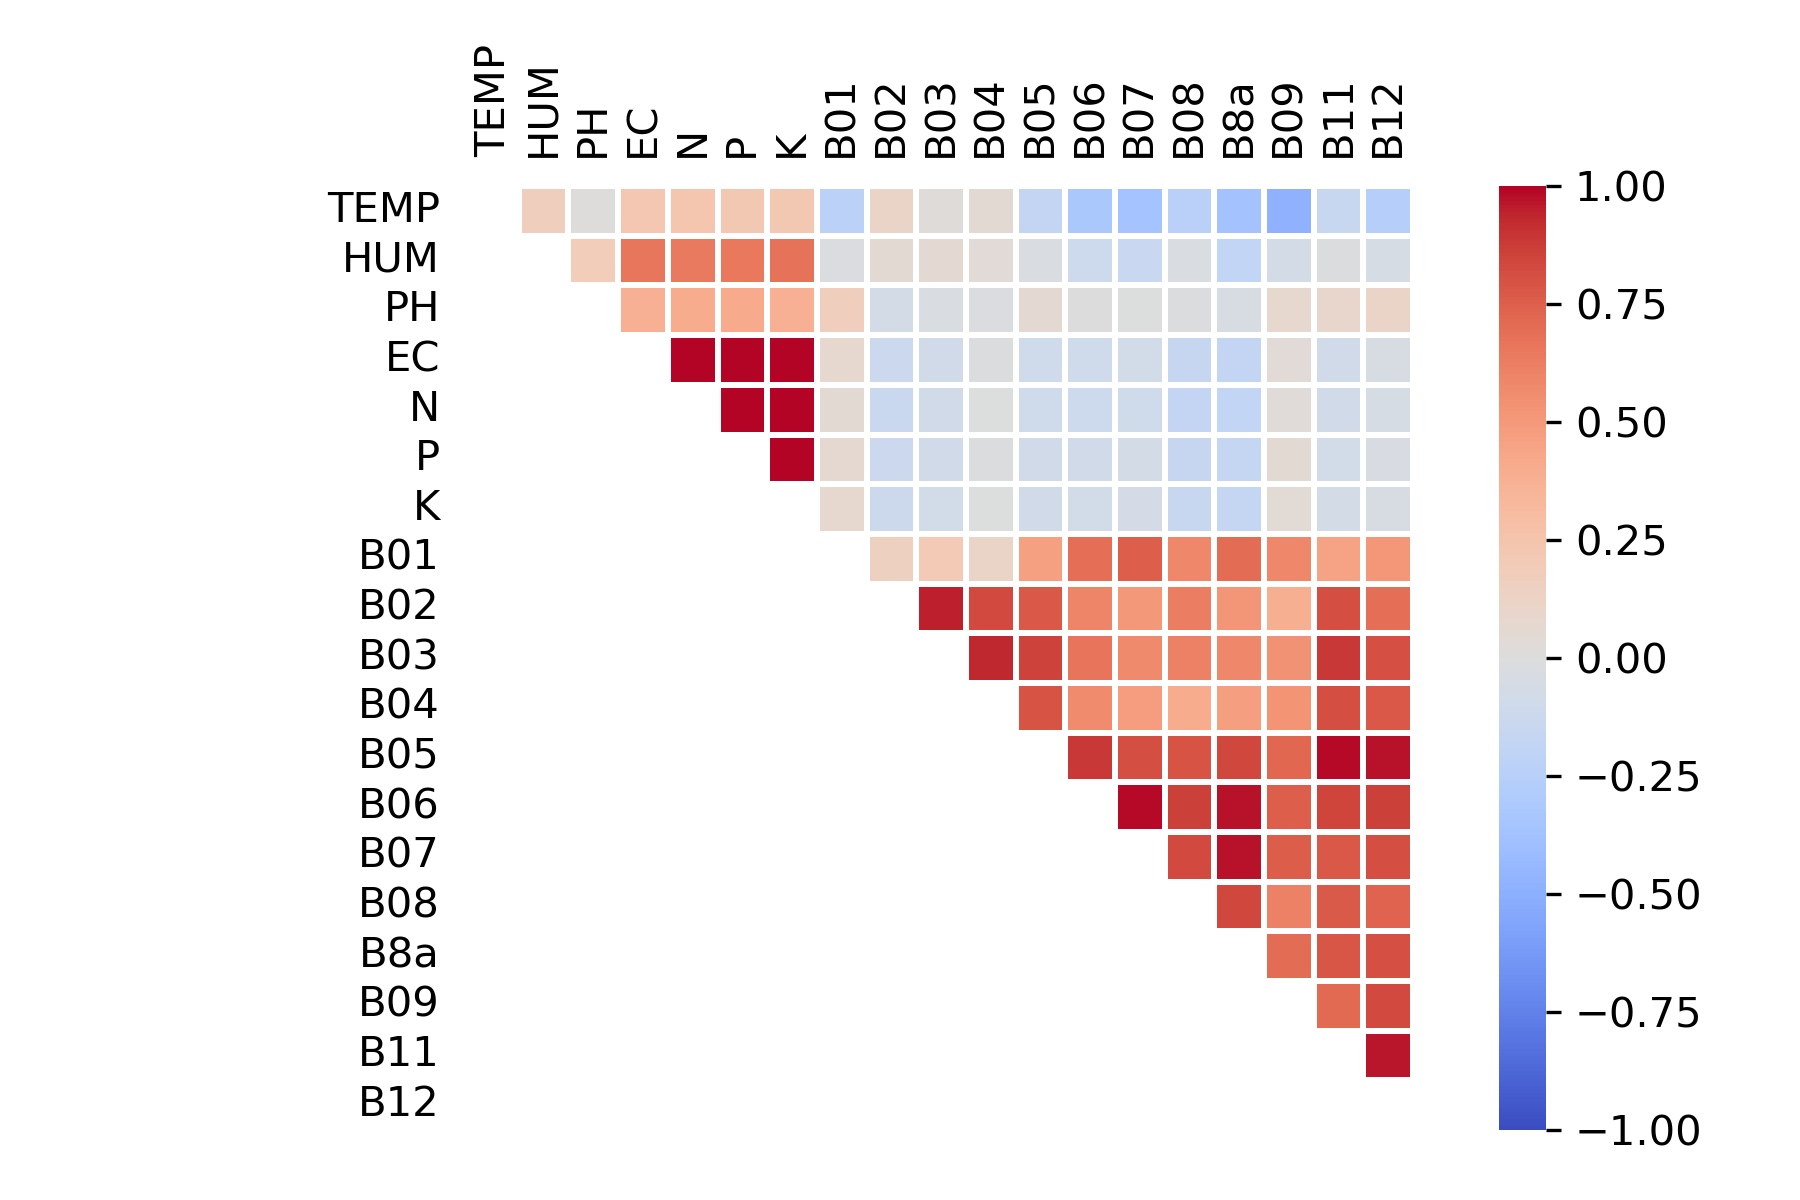 TEMP HUM PH EC N P K B01 B02 B03 B04 B05 B06 B07 B08 B8a B09 B11 B12
TEMP
HUM
PH
EC
N
P
K
B01
B02
B03
B04
B05
B06
B07
B08
B8a
B09
B11
B12
1.00
0.75
0.50
0.25
0.00
−0.25
−0.50
−0.75
−1.00